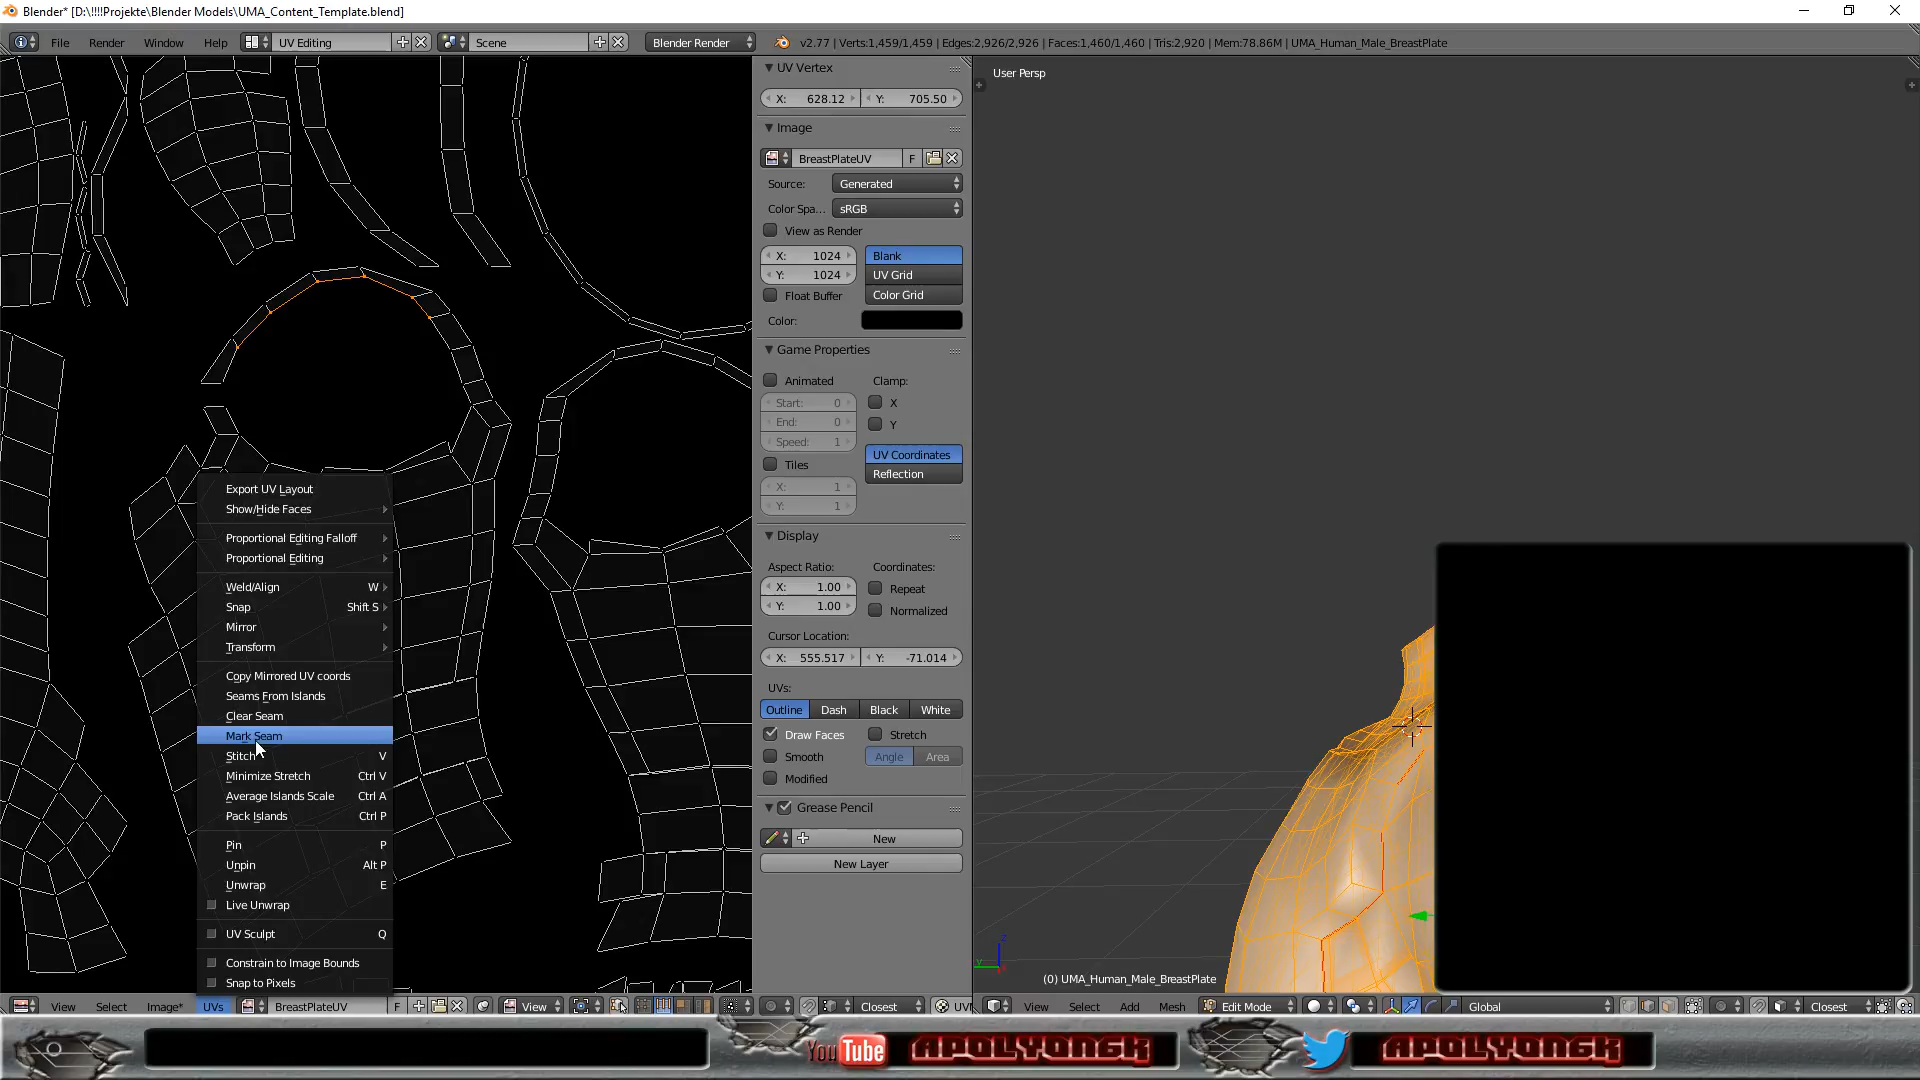 Blender* [D:\!!!!Projekte\Blender Models\UMA_Content_Template.blend]
File Render Window Help UV Editing Scene Blender Render v2.77 | Verts:1,459/1,459 | Edges:2,926/2,926 | Faces:1,460/1,460 | Tris:2,920 | Mem:78.86M | UMA_Human_Male_BreastPlate
UV Vertex
X: 628.12 Y: 705.50
Image
BreastPlateUV F
Source: Generated
Color Spa... sRGB
View as Render
X: 1024 Blank
Y: 1024 UV Grid
Float Buffer Color Grid
Color:
Game Properties
Animated Clamp:
Start: 0 X
End: 0 Y
Speed: 1
Tiles UV Coordinates
X: 1 Reflection
Y: 1
Display
Aspect Ratio: Coordinates:
X: 1.00 Repeat
Y: 1.00 Normalized
Cursor Location:
X: 555.517 Y: -71.014
UVs:
Outline Dash Black White
Draw Faces Stretch
Smooth Angle Area
Modified
Grease Pencil
New
New Layer
User Persp
(0) UMA_Human_Male_BreastPlate
Export UV Layout
Show/Hide Faces
Proportional Editing Falloff
Proportional Editing
Weld/Align W
Snap Shift S
Mirror
Transform
Copy Mirrored UV coords
Seams From Islands
Clear Seam
Mark Seam
Stitch V
Minimize Stretch Ctrl V
Average Islands Scale Ctrl A
Pack Islands Ctrl P
Pin P
Unpin Alt P
Unwrap E
Live Unwrap
UV Sculpt Q
Constrain to Image Bounds
Snap to Pixels
View Select Image* UVs BreastPlateUV F View Closest
View Select Add Mesh Edit Mode Global Closest
z
y
YouTube APOLYON6K APOLYON6K